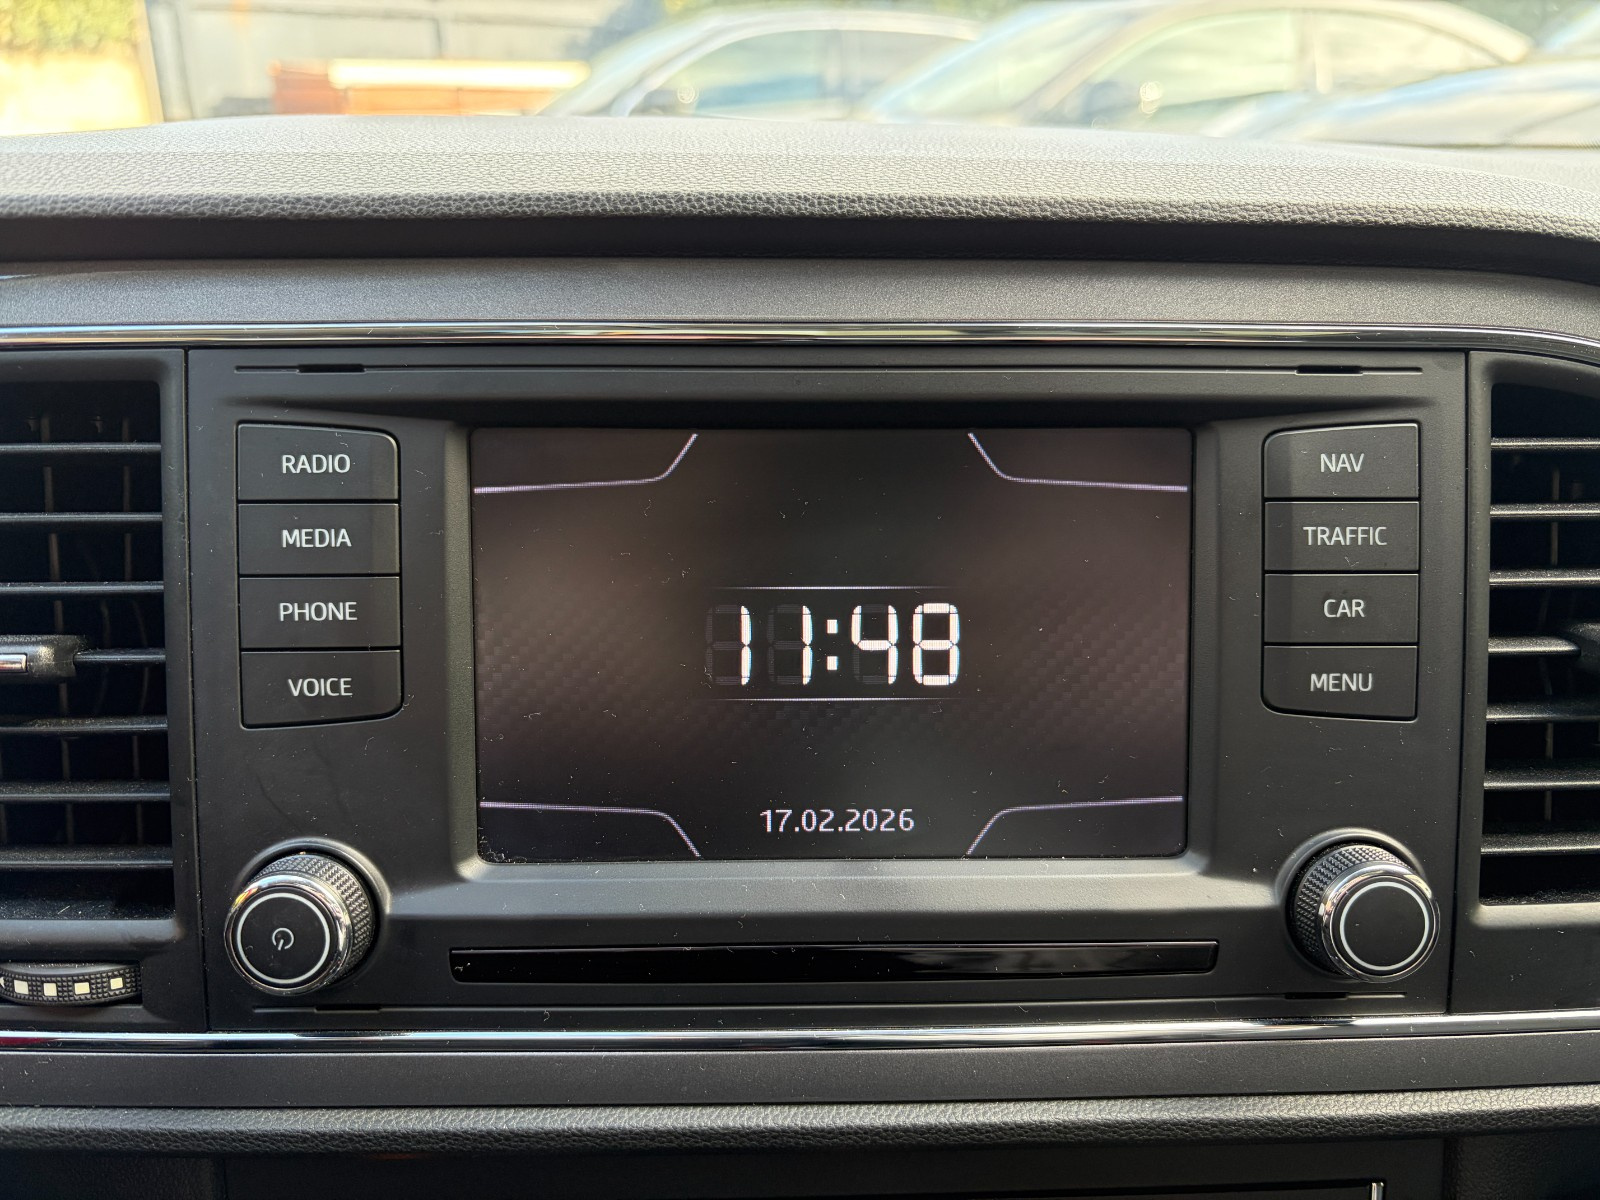 RADIO
MEDIA
PHONE
VOICE
11:48
17.02.2026
NAV
TRAFFIC
CAR
MENU